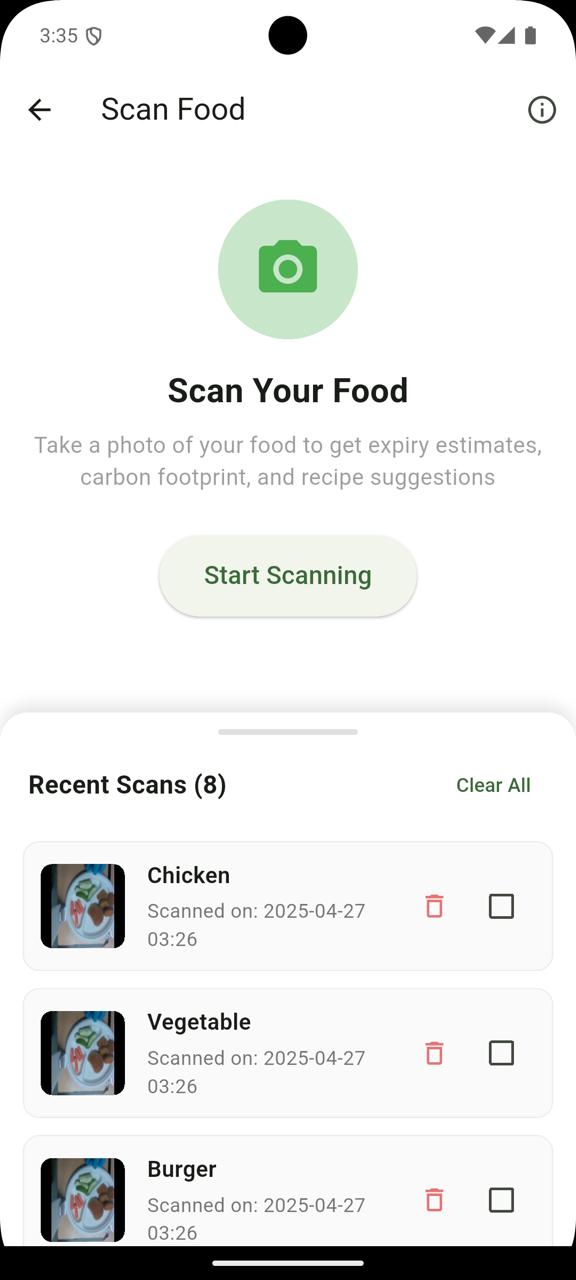 3:35
Scan Food
Scan Your Food
Take a photo of your food to get expiry estimates,
carbon footprint, and recipe suggestions
Start Scanning
Recent Scans (8)
Clear All
Chicken
Scanned on: 2025-04-27
03:26
Vegetable
Scanned on: 2025-04-27
03:26
Burger
Scanned on: 2025-04-27
03:26